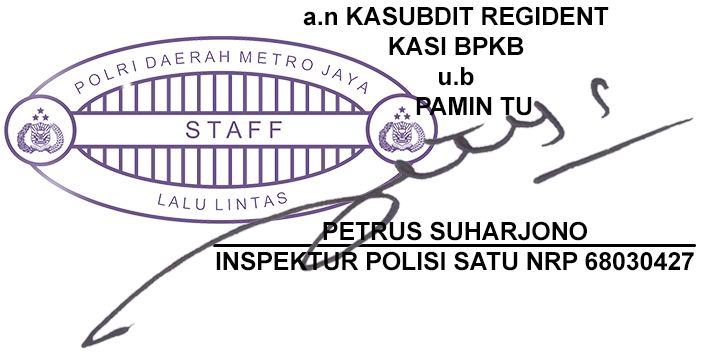 a.n KASUBDIT REGIDENT
KASI BPKB
u.b
PAMIN TU
POLRI DAERAH METRO JAYA
STAFF
LALU LINTAS
PETRUS SUHARJONO
INSPEKTUR POLISI SATU NRP 68030427